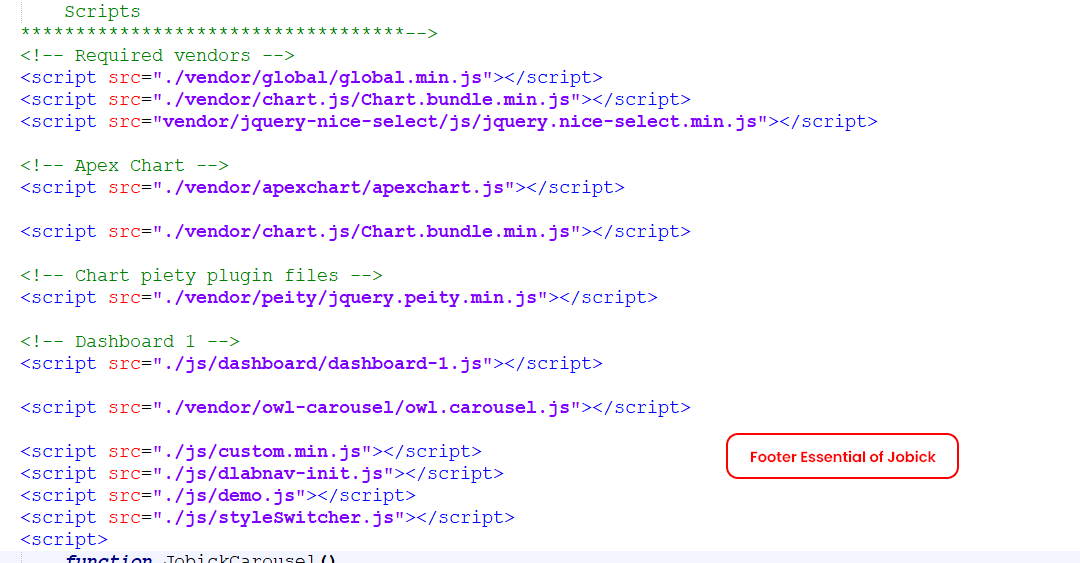 Scripts
***********************************-->
<!-- Required vendors -->
<script src="./vendor/global/global.min.js"></script>
<script src="./vendor/chart.js/Chart.bundle.min.js"></script>
<script src="vendor/jquery-nice-select/js/jquery.nice-select.min.js"></script>
<!-- Apex Chart -->
<script src="./vendor/apexchart/apexchart.js"></script>
<script src="./vendor/chart.js/Chart.bundle.min.js"></script>
<!-- Chart piety plugin files -->
<script src="./vendor/peity/jquery.peity.min.js"></script>
<!-- Dashboard 1 -->
<script src="./js/dashboard/dashboard-1.js"></script>
<script src="./vendor/owl-carousel/owl.carousel.js"></script>
<script src="./js/custom.min.js"></script>
Footer Essential of Jobick
<script src="./js/dlabnav-init.js"></script>
<script src="./js/demo.js"></script>
<script src="./js/styleSwitcher.js"></script>
<script>
function JobickCarousel()